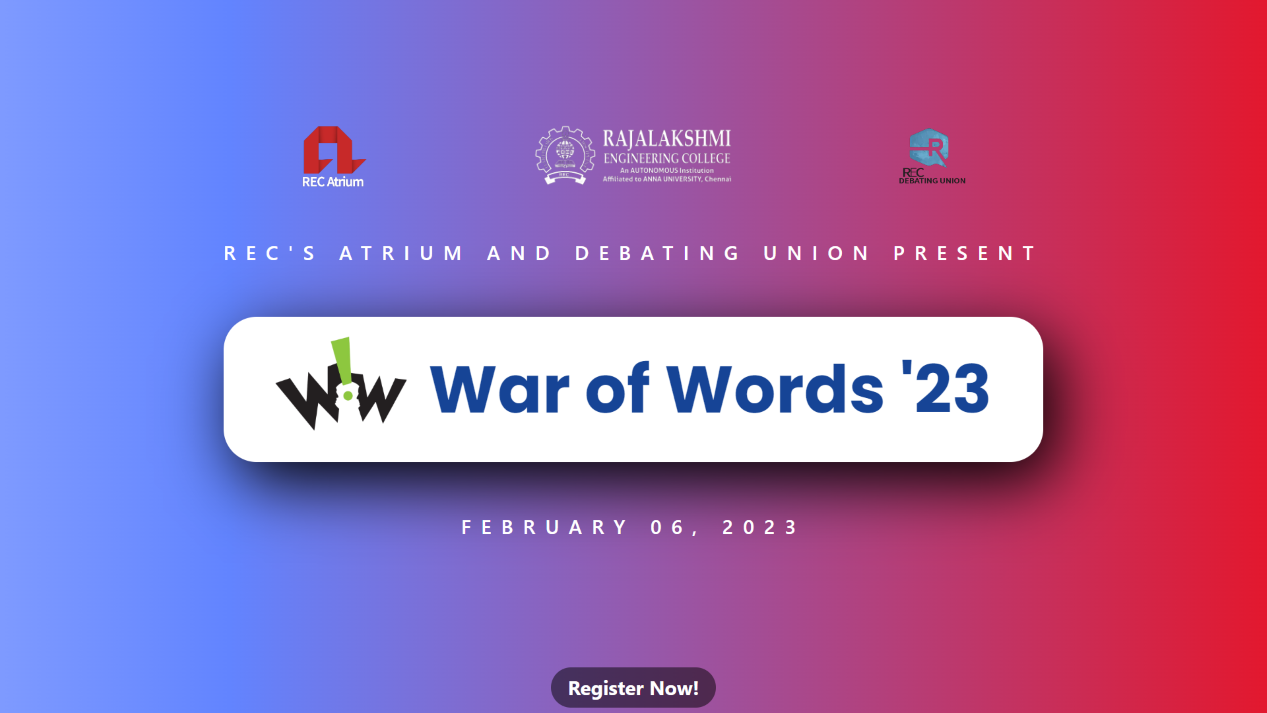 REC Atrium
RAJALAKSHMI
ENGINEERING COLLEGE
An AUTONOMOUS Institution
Affiliated to ANNA UNIVERSITY, Chennai
R
REC
DEBATING UNION
REC'S ATRIUM AND DEBATING UNION PRESENT
W!W War of Words '23
FEBRUARY 06, 2023
Register Now!